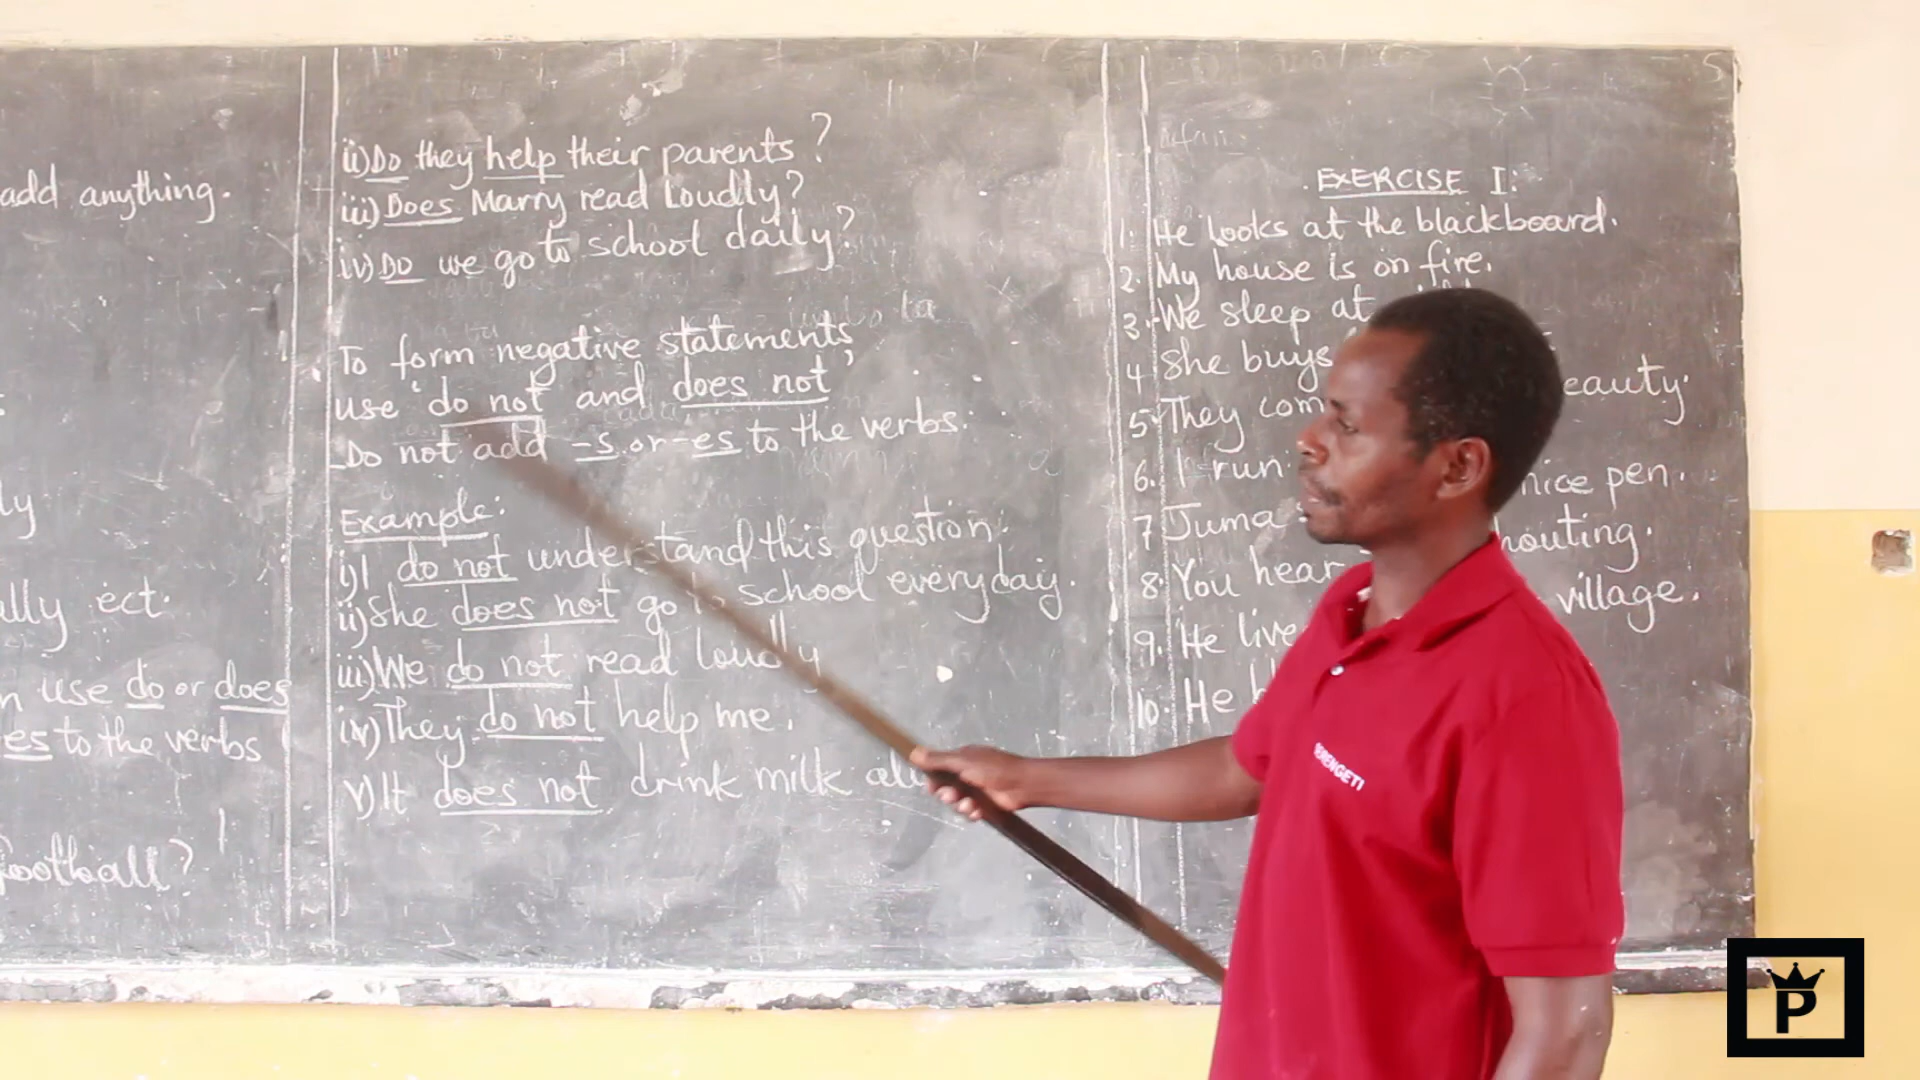 add anything.
ly
ally ect.
n use do or does
es to the verbs
football?
ii) Do they help their parents?
iii) Does Marry read Loudly?
iv) Do we go to school daily?
To form negative statements
use 'do not and does not'
Do not add -s or -es to the verbs.
Example:
i) I do not understand this question.
ii) She does not go to school everyday.
iii) We do not read loudly
iv) They do not help me.
v) It does not drink milk
EXERCISE I:
1. He looks at the blackboard.
2. My house is on fire.
3. We sleep at
4 She buys
5. They com eauty.
6. I run nice pen.
7 Juma houting.
8. You hear village.
9. He live
10. He
SERENGETI
P